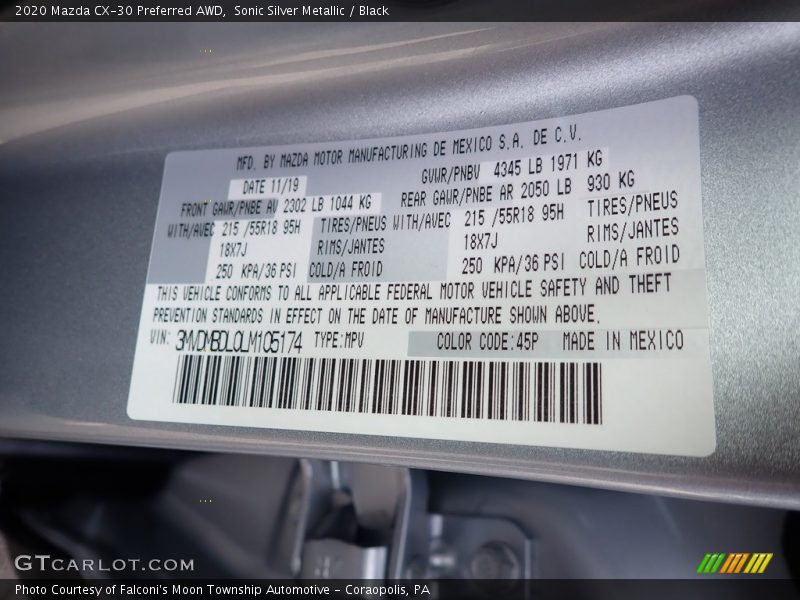 2020 Mazda CX-30 Preferred AWD,  Sonic Silver Metallic / Black
MFD. BY MAZDA MOTOR MANUFACTURING DE MEXICO S.A. DE C.V.
DATE 11/19 GVWR/PNBV 4345 LB 1971 KG
FRONT GAWR/PNBE AV 2302 LB 1044 KG REAR GAWR/PNBE AR 2050 LB 930 KG
WITH/AVEC 215 /55R18 95H TIRES/PNEUS WITH/AVEC 215 /55R18 95H TIRES/PNEUS
18X7J RIMS/JANTES 18X7J RIMS/JANTES
250 KPA/36 PSI COLD/A FROID 250 KPA/36 PSI COLD/A FROID
THIS VEHICLE CONFORMS TO ALL APPLICABLE FEDERAL MOTOR VEHICLE SAFETY AND THEFT
PREVENTION STANDARDS IN EFFECT ON THE DATE OF MANUFACTURE SHOWN ABOVE.
VIN: 3MVDMBDL0LM105174 TYPE:MPV COLOR CODE:45P MADE IN MEXICO
GTCARLOT.COM
Photo Courtesy of Falconi's Moon Township Automotive - Coraopolis, PA